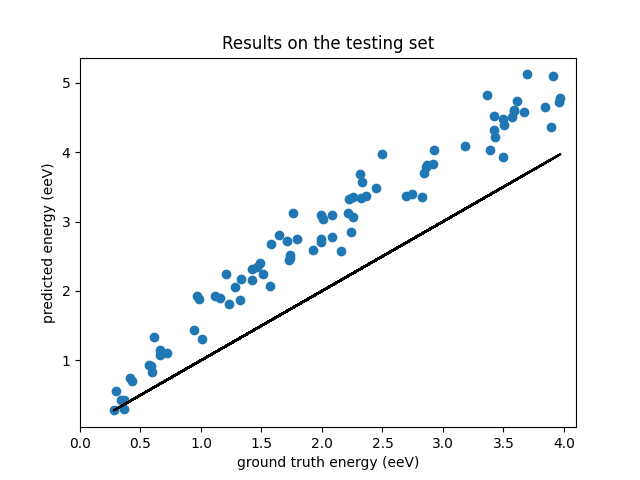 Results on the testing set
predicted energy (eeV)
5
4
3
2
1
0.0 0.5 1.0 1.5 2.0 2.5 3.0 3.5 4.0
ground truth energy (eeV)